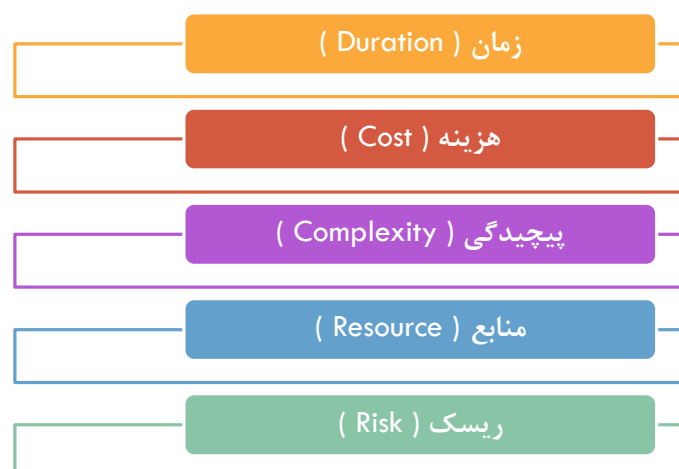 زمان ( Duration )
هزینه ( Cost )
پیچیدگی ( Complexity )
منابع ( Resource )
ریسک ( Risk )